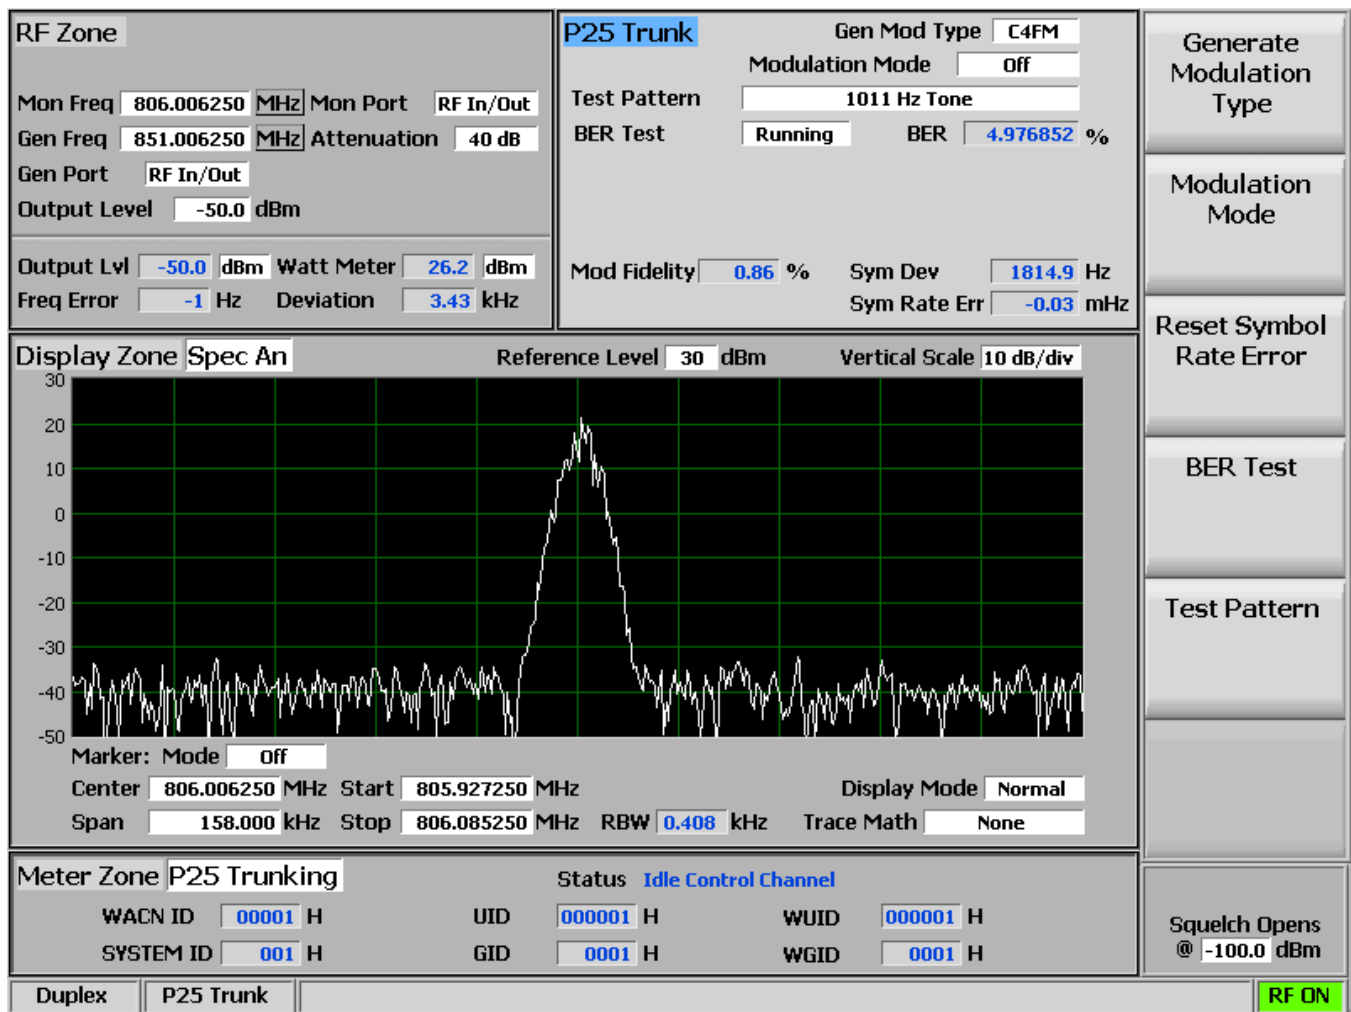 RF Zone
Mon Freq 806.006250 MHz Mon Port RF In/Out
Gen Freq 851.006250 MHz Attenuation 40 dB
Gen Port RF In/Out
Output Level -50.0 dBm
Output Lvl -50.0 dBm Watt Meter 26.2 dBm
Freq Error -1 Hz Deviation 3.43 kHz
P25 Trunk Gen Mod Type C4FM
Modulation Mode Off
Test Pattern 1011 Hz Tone
BER Test Running BER 4.976852 %
Mod Fidelity 0.86 % Sym Dev 1814.9 Hz
Sym Rate Err -0.03 mHz
Display Zone Spec An Reference Level 30 dBm Vertical Scale 10 dB/div
30
20
10
0
-10
-20
-30
-40
-50
Marker: Mode Off
Center 806.006250 MHz Start 805.927250 MHz Display Mode Normal
Span 158.000 kHz Stop 806.085250 MHz RBW 0.408 kHz Trace Math None
Meter Zone P25 Trunking Status Idle Control Channel
WACN ID 00001 H UID 000001 H WUID 000001 H
SYSTEM ID 001 H GID 0001 H WGID 0001 H
Generate
Modulation
Type
Modulation
Mode
Reset Symbol
Rate Error
BER Test
Test Pattern
Squelch Opens
@ -100.0 dBm
Duplex P25 Trunk RF ON